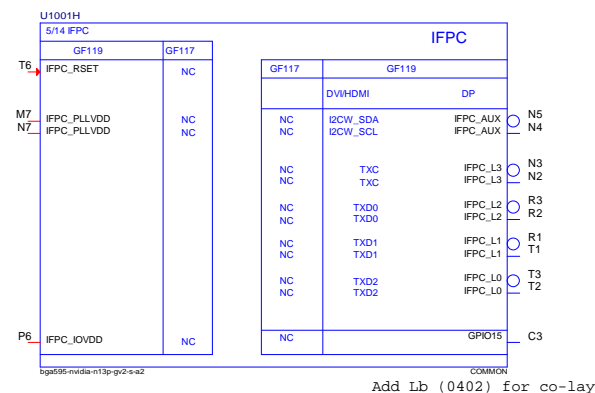 U1001H
5/14 IFPC
IFPC
GF119 GF117
T6 IFPC_RSET NC
GF117 GF119
DVI/HDMI DP
M7 IFPC_PLLVDD NC
N7 IFPC_PLLVDD NC
NC I2CW_SDA IFPC_AUX N5
NC I2CW_SCL IFPC_AUX N4
NC TXC IFPC_L3 N3
NC TXC IFPC_L3 N2
NC TXD0 IFPC_L2 R3
NC TXD0 IFPC_L2 R2
NC TXD1 IFPC_L1 R1
NC TXD1 IFPC_L1 T1
NC TXD2 IFPC_L0 T3
NC TXD2 IFPC_L0 T2
P6 IFPC_IOVDD NC
NC GPIO15 C3
bga595-nvidia-n13p-gv2-s-a2 COMMON
Add Lb (0402) for co-lay